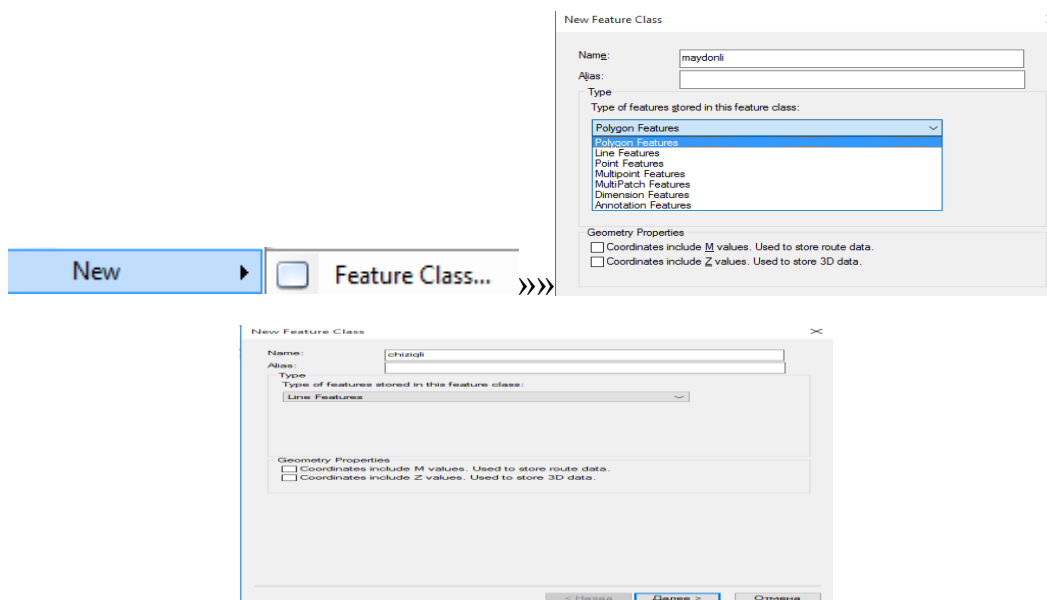 New Feature Class
Name:
maydonli
Alias:
Type
Type of features stored in this feature class:
Polygon Features
Polygon Features
Line Features
Point Features
Multipoint Features
MultiPatch Features
Dimension Features
Annotation Features
Geometry Properties
Coordinates include M values. Used to store route data.
Coordinates include Z values. Used to store 3D data.
New
Feature Class...
»»
New Feature Class
Name:
chiziqli
Alias:
Type
Type of features stored in this feature class:
Line Features
Geometry Properties
Coordinates include M values. Used to store route data.
Coordinates include Z values. Used to store 3D data.
< Назад
Далее >
Отмена